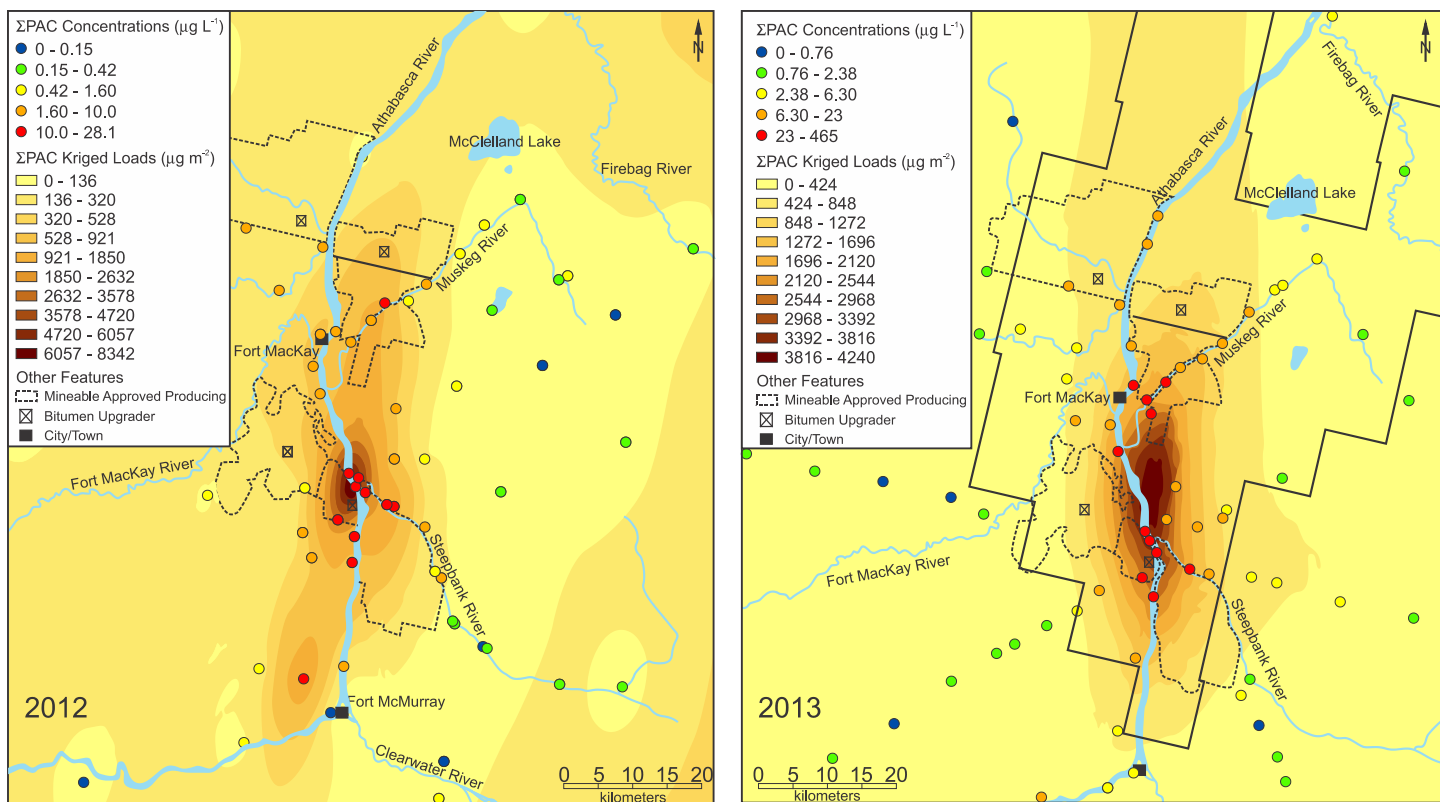 ΣPAC Concentrations (µg L⁻¹)
0 - 0.15
0.15 - 0.42
0.42 - 1.60
1.60 - 10.0
10.0 - 28.1
ΣPAC Kriged Loads (µg m⁻²)
0 - 136
136 - 320
320 - 528
528 - 921
921 - 1850
1850 - 2632
2632 - 3578
3578 - 4720
4720 - 6057
6057 - 8342
Other Features
Mineable Approved Producing
Bitumen Upgrader
City/Town
N
Athabasca River
McClelland Lake
Firebag River
Muskeg River
Fort MacKay
Fort MacKay River
Steepbank River
2012
Fort McMurray
Clearwater River
0 5 10 15 20
kilometers
ΣPAC Concentrations (µg L⁻¹)
0 - 0.76
0.76 - 2.38
2.38 - 6.30
6.30 - 23
23 - 465
ΣPAC Kriged Loads (µg m⁻²)
0 - 424
424 - 848
848 - 1272
1272 - 1696
1696 - 2120
2120 - 2544
2544 - 2968
2968 - 3392
3392 - 3816
3816 - 4240
Other Features
Mineable Approved Producing
Bitumen Upgrader
City/Town
N
Firebag River
Athabasca River
McClelland Lake
Muskeg River
Fort MacKay
Fort MacKay River
Steepbank River
2013
0 5 10 15 20
kilometers